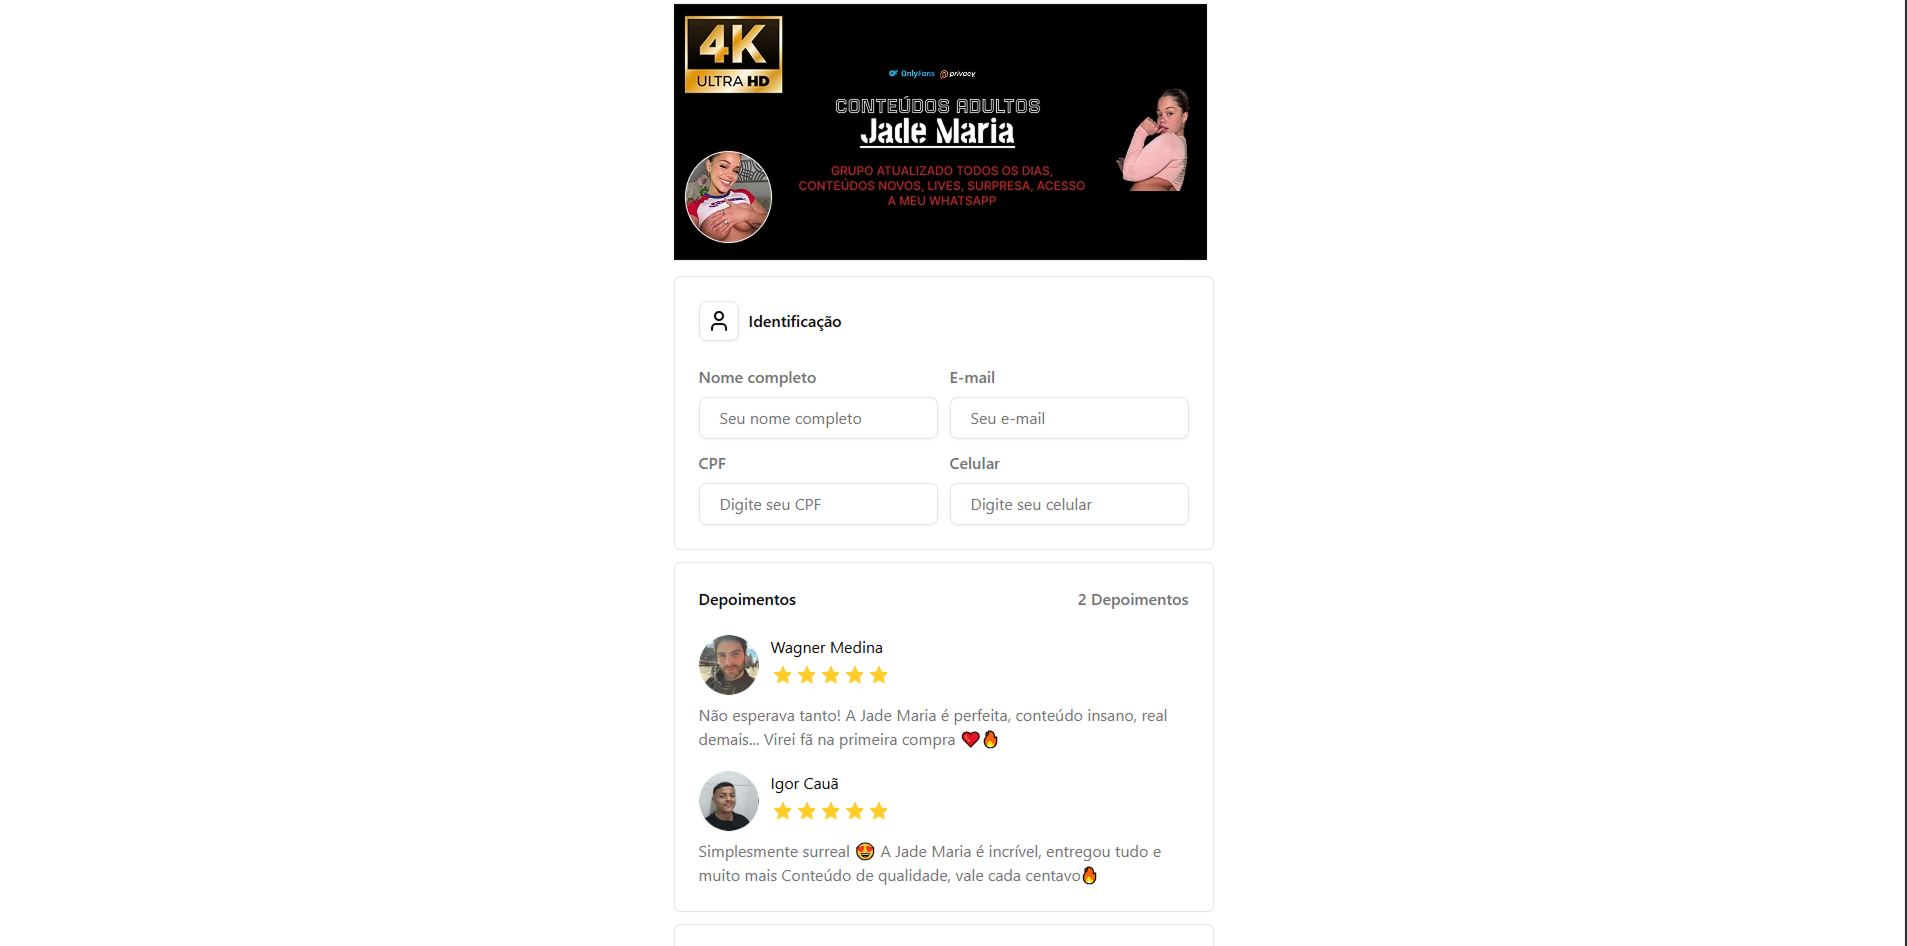 4K
ULTRA HD
OnlyFans privacy
CONTEÚDOS ADULTOS
Jade Maria
GRUPO ATUALIZADO TODOS OS DIAS,
CONTEÚDOS NOVOS, LIVES, SURPRESA, ACESSO
A MEU WHATSAPP
Identificação
Nome completo E-mail
Seu nome completo Seu e-mail
CPF Celular
Digite seu CPF Digite seu celular
Depoimentos 2 Depoimentos
Wagner Medina
Não esperava tanto! A Jade Maria é perfeita, conteúdo insano, real
demais... Virei fã na primeira compra ❤️🔥
Igor Cauã
Simplesmente surreal 😍 A Jade Maria é incrível, entregou tudo e
muito mais Conteúdo de qualidade, vale cada centavo🔥